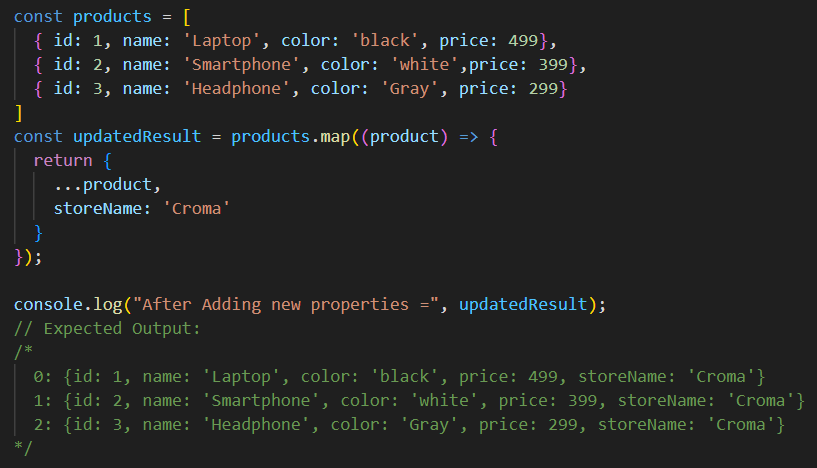 const products = [
  { id: 1, name: 'Laptop', color: 'black', price: 499},
  { id: 2, name: 'Smartphone', color: 'white',price: 399},
  { id: 3, name: 'Headphone', color: 'Gray', price: 299}
]
const updatedResult = products.map((product) => {
  return {
    ...product,
    storeName: 'Croma'
  }
});

console.log("After Adding new properties =", updatedResult);
// Expected Output:
/*
  0: {id: 1, name: 'Laptop', color: 'black', price: 499, storeName: 'Croma'}
  1: {id: 2, name: 'Smartphone', color: 'white', price: 399, storeName: 'Croma'}
  2: {id: 3, name: 'Headphone', color: 'Gray', price: 299, storeName: 'Croma'}
*/